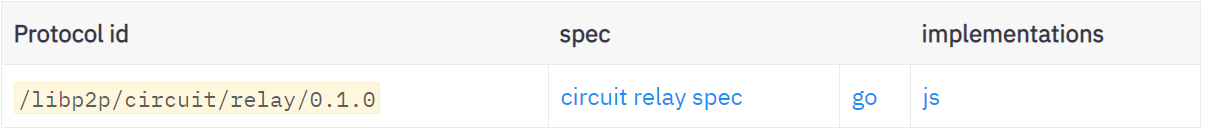 Protocol id spec implementations
/libp2p/circuit/relay/0.1.0 circuit relay spec go js